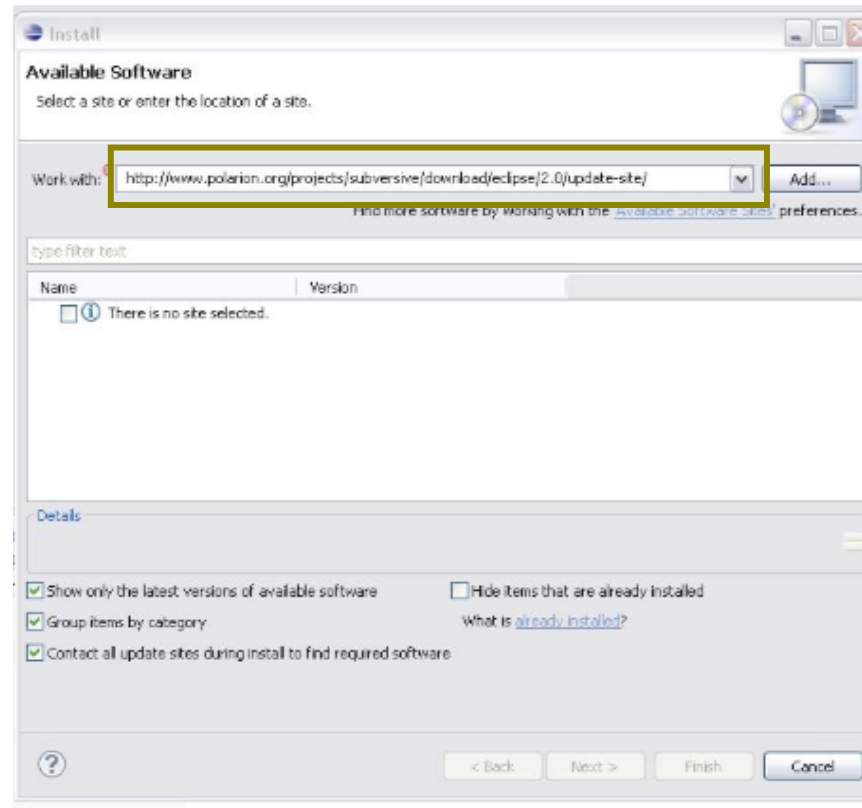 Install
Available Software
Select a site or enter the location of a site.
Work with: http://www.polarion.org/projects/subversive/download/eclipse/2.0/update-site/ Add...
Find more software by working with the 'Available Software Sites' preferences.
type filter text
Name Version
There is no site selected.
Details
Show only the latest versions of available software Hide items that are already installed
Group items by category What is already installed?
Contact all update sites during install to find required software
? < Back Next > Finish Cancel